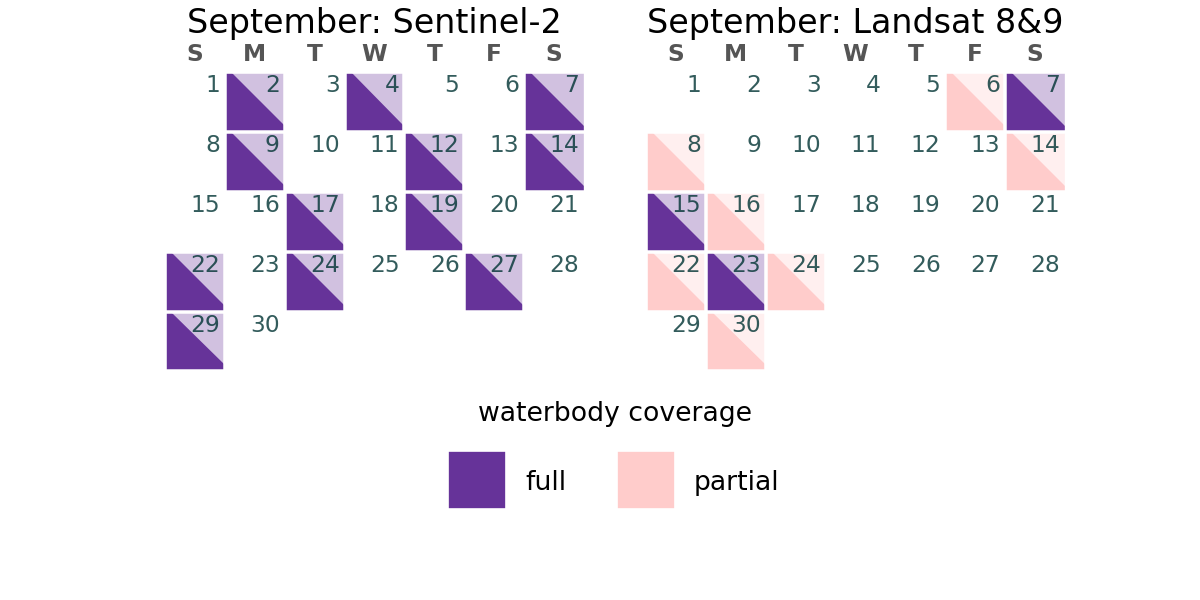 September: Sentinel-2
S M T W T F S
1 2 3 4 5 6 7
8 9 10 11 12 13 14
15 16 17 18 19 20 21
22 23 24 25 26 27 28
29 30
September: Landsat 8&9
S M T W T F S
1 2 3 4 5 6 7
8 9 10 11 12 13 14
15 16 17 18 19 20 21
22 23 24 25 26 27 28
29 30
waterbody coverage
full partial